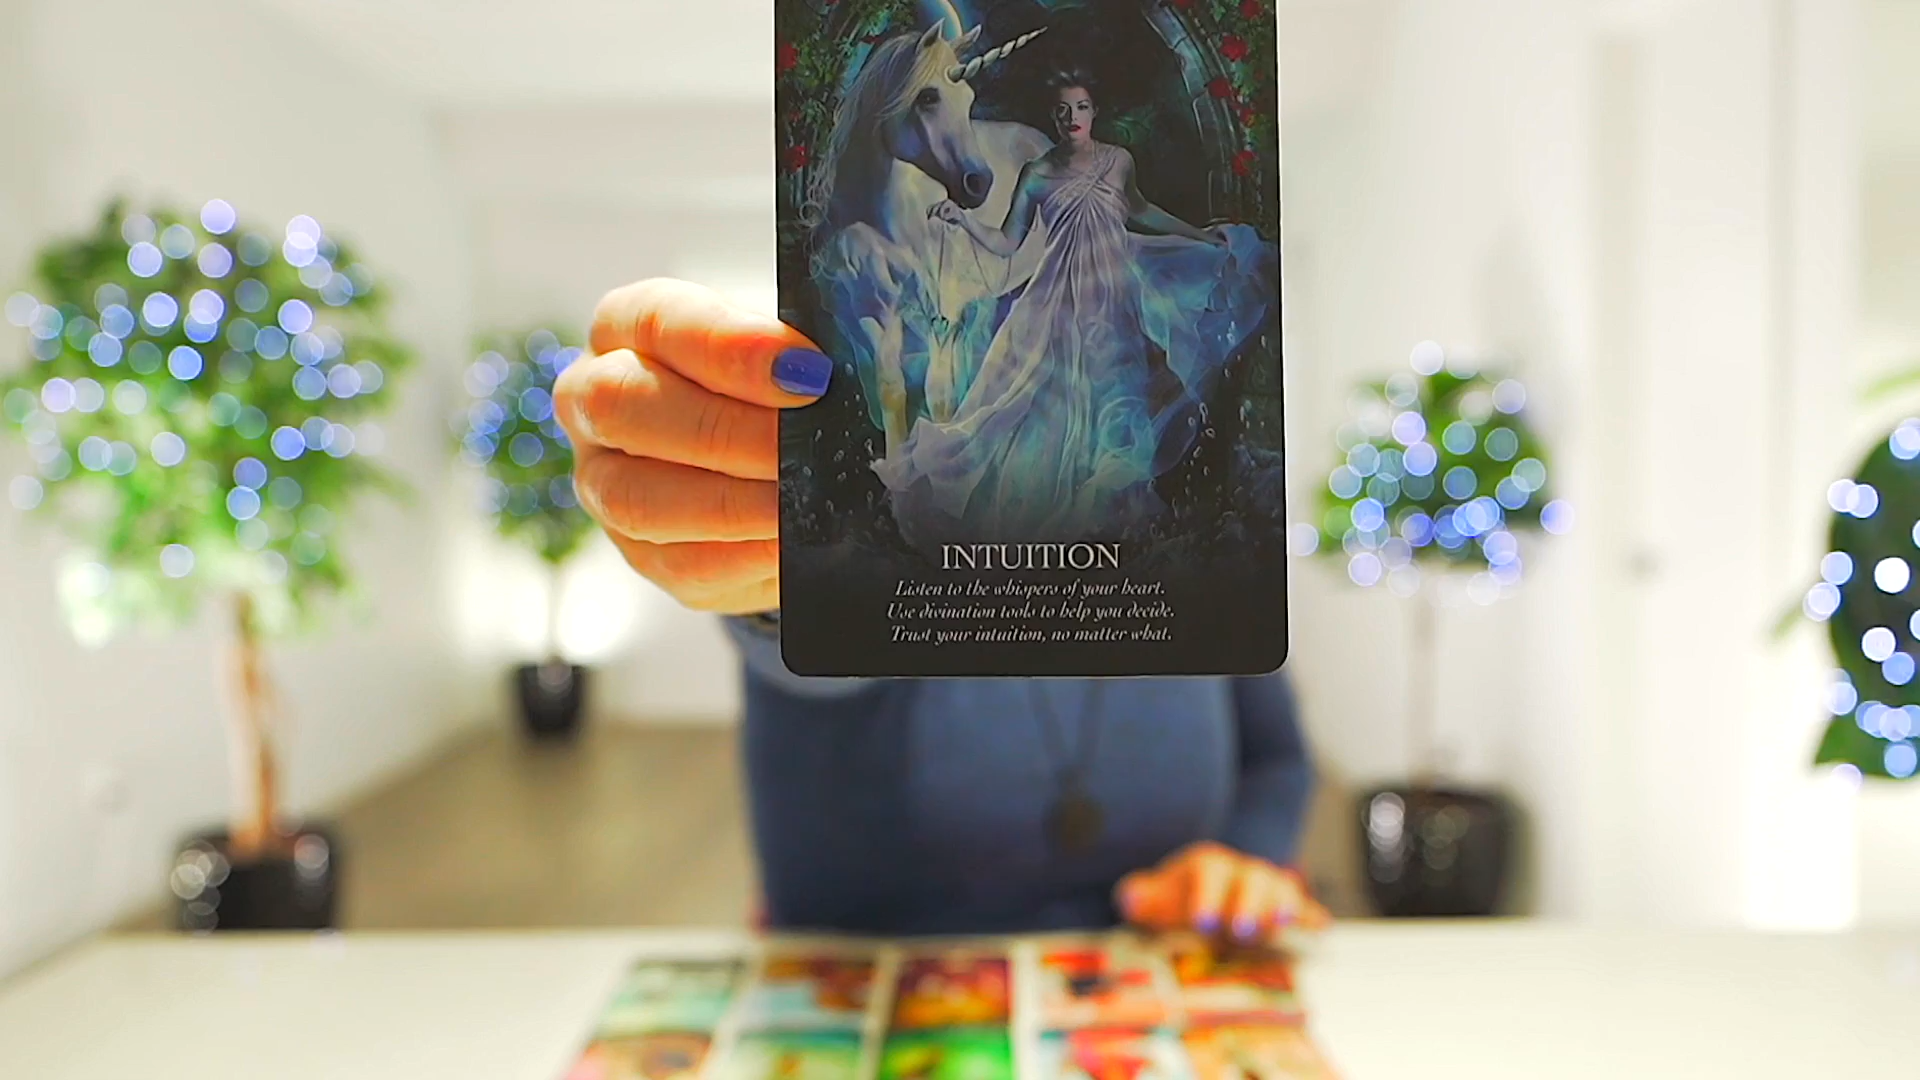 INTUITION
Listen to the whispers of your heart.
Use divination tools to help you decide.
Trust your intuition, no matter what.